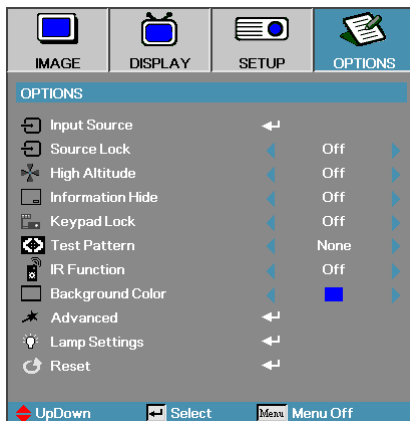 IMAGE DISPLAY SETUP OPTIONS
OPTIONS
Input Source
Source Lock Off
High Altitude Off
Information Hide Off
Keypad Lock Off
Test Pattern None
IR Function Off
Background Color
Advanced
Lamp Settings
Reset
UpDown Select Menu Menu Off